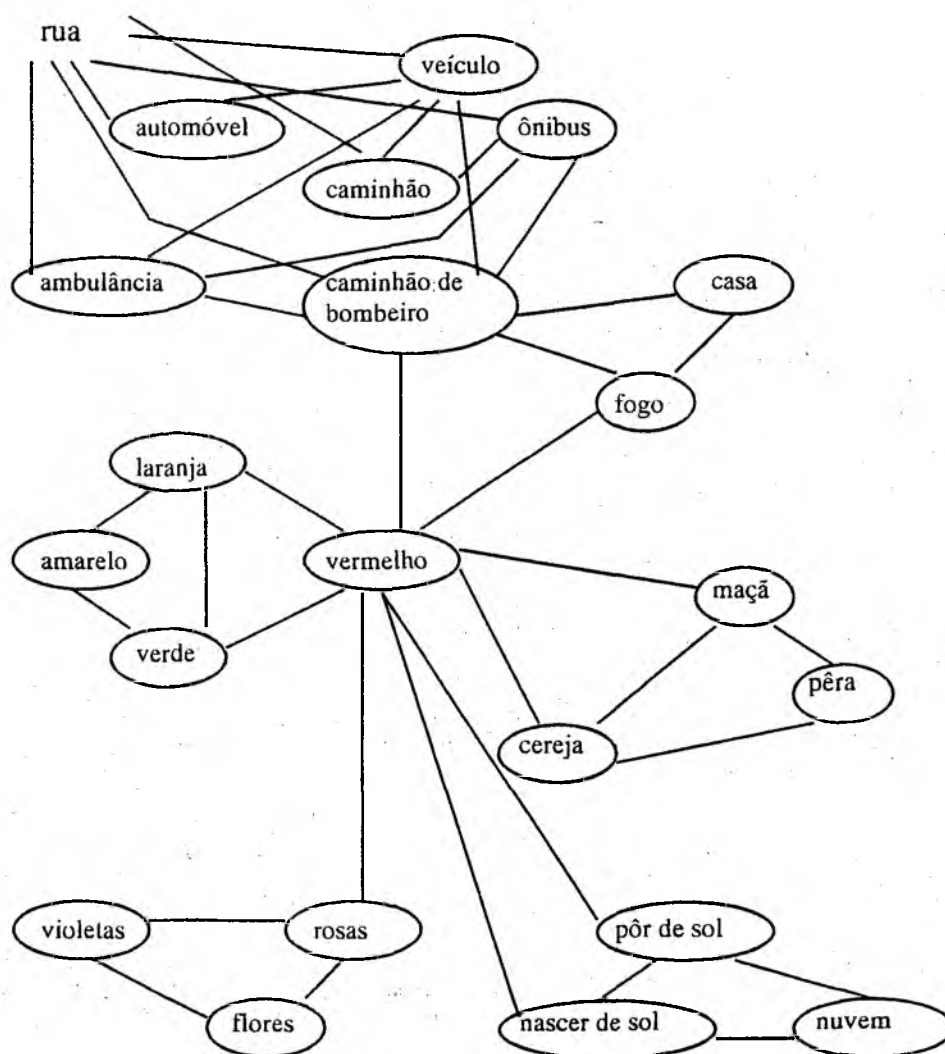 rua
veículo
automóvel
ônibus
caminhão
ambulância
caminhão de
bombeiro
casa
fogo
laranja
amarelo
vermelho
verde
maçã
pêra
cereja
violetas
rosas
pôr de sol
flores
nascer de sol
nuvem